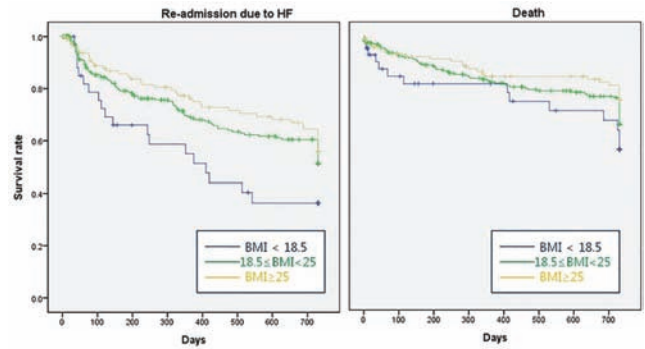 Re-admission due to HF
Death
Survival rate
1.0
0.8
0.6
0.4
0.2
0.0
BMI < 18.5
18.5≤BMI<25
BMI≥25
BMI < 18.5
18.5≤BMI<25
BMI≥25
0 100 200 300 400 500 600 700
0 100 200 300 400 500 600 700
Days
Days